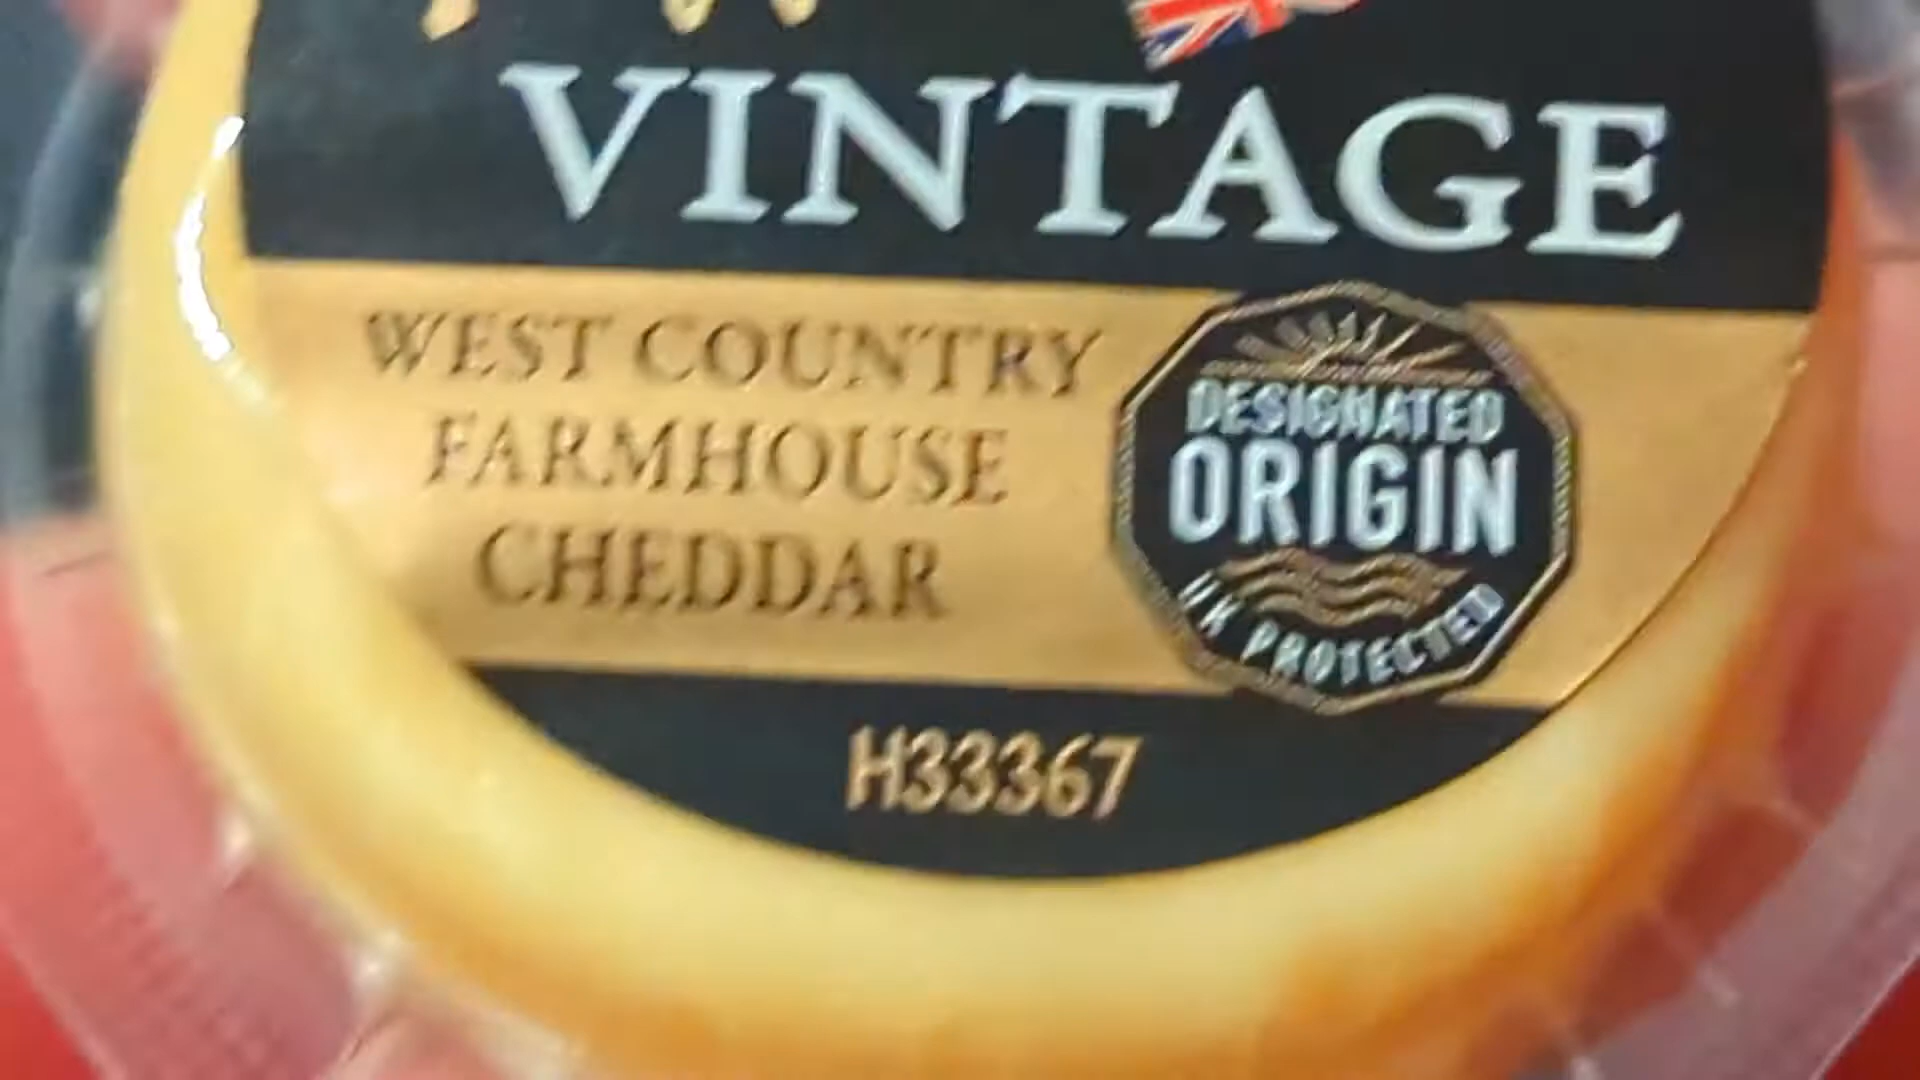 VINTAGE
WEST COUNTRY
FARMHOUSE
CHEDDAR
DESIGNATED
ORIGIN
UK PROTECTED
H33367